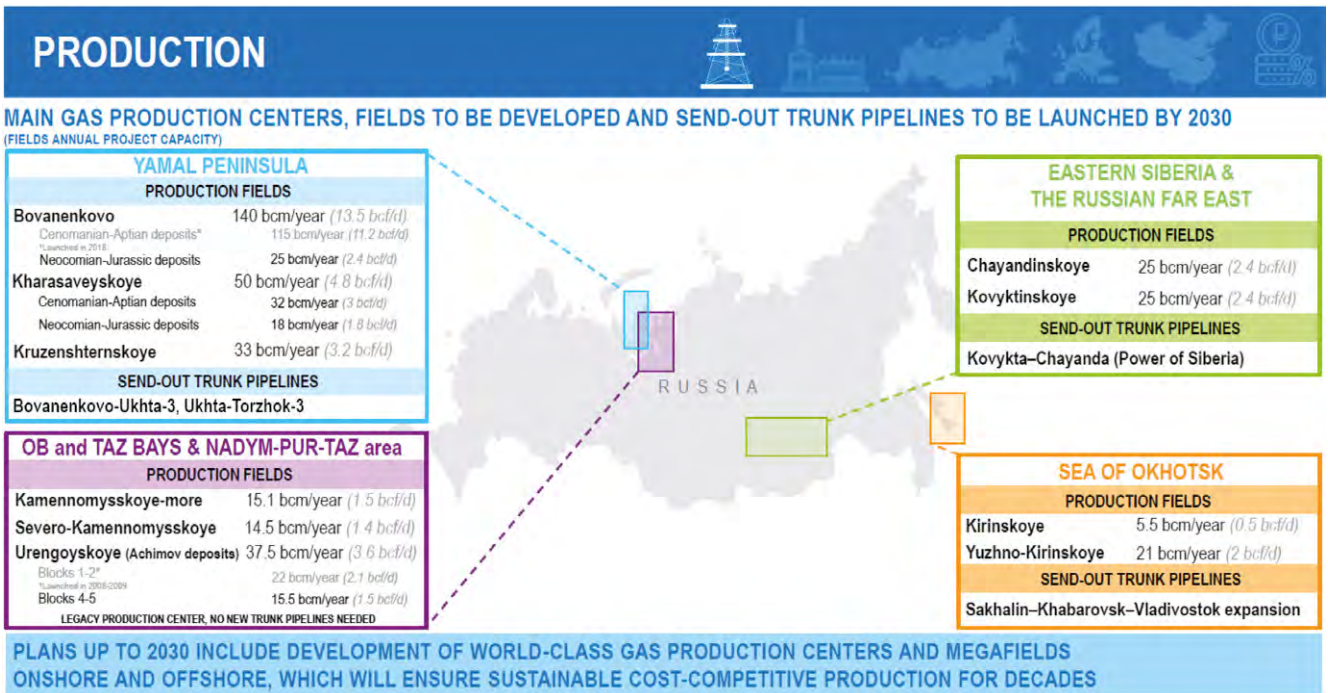 PRODUCTION
MAIN GAS PRODUCTION CENTERS, FIELDS TO BE DEVELOPED AND SEND-OUT TRUNK PIPELINES TO BE LAUNCHED BY 2030
(FIELDS ANNUAL PROJECT CAPACITY)
YAMAL PENINSULA
PRODUCTION FIELDS
Bovanenkovo 140 bcm/year (13.5 bcf/d)
Cenomanian-Aptian deposits* 115 bcm/year (11.2 bcf/d)
*Launched in 2018
Neocomian-Jurassic deposits 25 bcm/year (2.4 bcf/d)
Kharasaveyskoye 50 bcm/year (4.8 bcf/d)
Cenomanian-Aptian deposits 32 bcm/year (3 bcf/d)
Neocomian-Jurassic deposits 18 bcm/year (1.8 bcf/d)
Kruzenshternskoye 33 bcm/year (3.2 bcf/d)
SEND-OUT TRUNK PIPELINES
Bovanenkovo-Ukhta-3, Ukhta-Torzhok-3
OB and TAZ BAYS & NADYM-PUR-TAZ area
PRODUCTION FIELDS
Kamennomysskoye-more 15.1 bcm/year (1.5 bcf/d)
Severo-Kamennomysskoye 14.5 bcm/year (1.4 bcf/d)
Urengoyskoye (Achimov deposits) 37.5 bcm/year (3.6 bcf/d)
Blocks 1-2* 22 bcm/year (2.1 bcf/d)
*Launched in 2008-2009
Blocks 4-5 15.5 bcm/year (1.5 bcf/d)
LEGACY PRODUCTION CENTER, NO NEW TRUNK PIPELINES NEEDED
RUSSIA
EASTERN SIBERIA &
THE RUSSIAN FAR EAST
PRODUCTION FIELDS
Chayandinskoye 25 bcm/year (2.4 bcf/d)
Kovyktinskoye 25 bcm/year (2.4 bcf/d)
SEND-OUT TRUNK PIPELINES
Kovykta–Chayanda (Power of Siberia)
SEA OF OKHOTSK
PRODUCTION FIELDS
Kirinskoye 5.5 bcm/year (0.5 bcf/d)
Yuzhno-Kirinskoye 21 bcm/year (2 bcf/d)
SEND-OUT TRUNK PIPELINES
Sakhalin–Khabarovsk–Vladivostok expansion
PLANS UP TO 2030 INCLUDE DEVELOPMENT OF WORLD-CLASS GAS PRODUCTION CENTERS AND MEGAFIELDS
ONSHORE AND OFFSHORE, WHICH WILL ENSURE SUSTAINABLE COST-COMPETITIVE PRODUCTION FOR DECADES